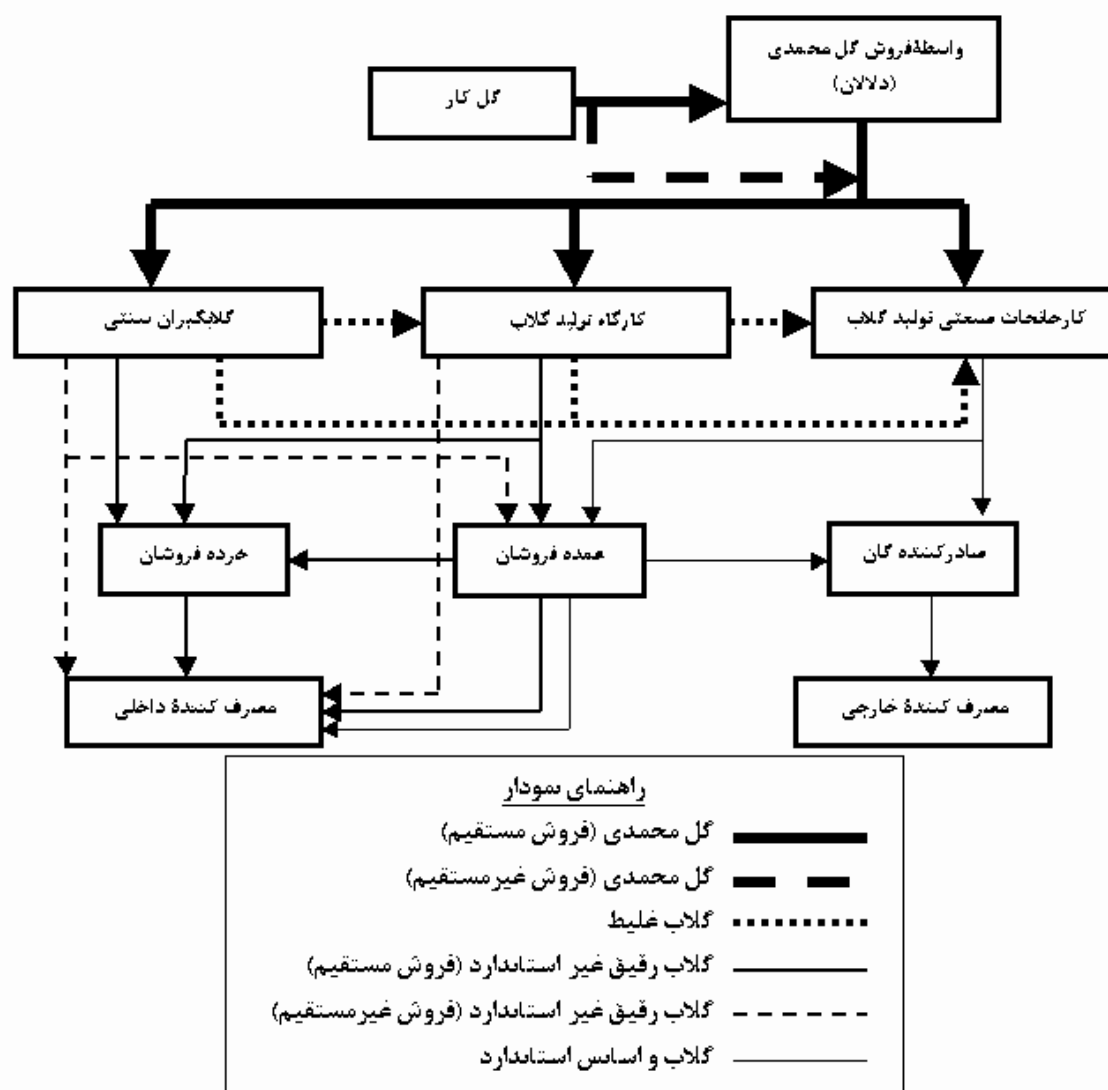 واسطهٔ فروش گل محمدی
(دلالان)
گل کار
کارخانجات صنعتی تولید گلاب
کارگاه تولید گلاب
گلابگیران سنتی
صادرکننده گان
عمده فروشان
خرده فروشان
مصرف کنندهٔ خارجی
مصرف کنندهٔ داخلی
راهنمای نمودار
گل محمدی (فروش مستقیم)
گل محمدی (فروش غیرمستقیم)
گلاب غلیط
گلاب رقیق غیر استاندارد (فروش مستقیم)
گلاب رقیق غیر استاندارد (فروش غیرمستقیم)
گلاب و اسانس استاندارد